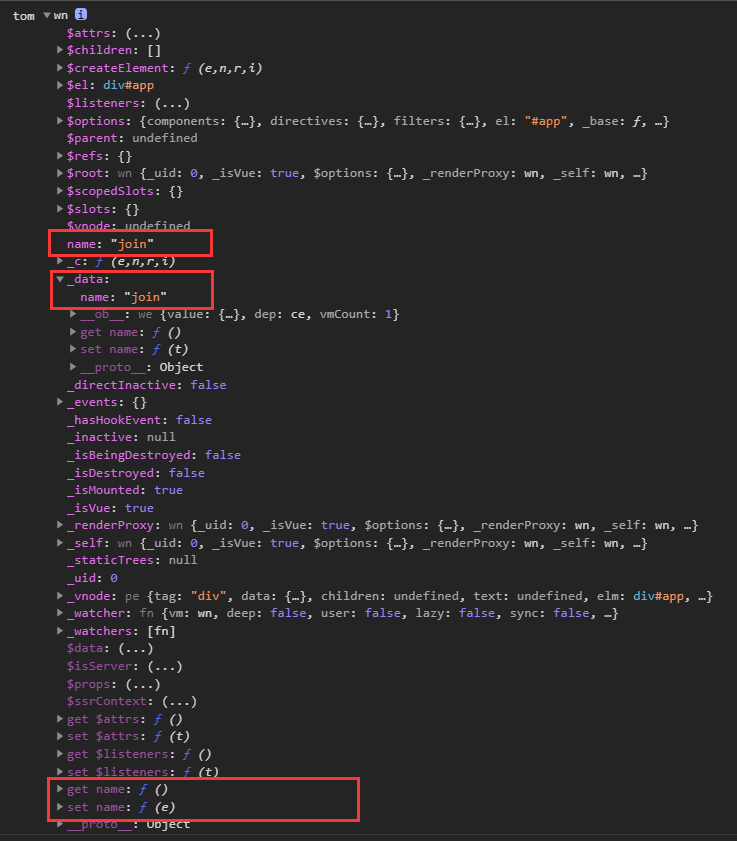 tom ▼wn i
$attrs: (...)
▶$children: []
▶$createElement: ƒ (e,n,r,i)
▶$el: div#app
$listeners: (...)
▶$options: {components: {…}, directives: {…}, filters: {…}, el: "#app", _base: ƒ, …}
$parent: undefined
▶$refs: {}
▶$root: wn {_uid: 0, _isVue: true, $options: {…}, _renderProxy: wn, _self: wn, …}
▶$scopedSlots: {}
▶$slots: {}
$vnode: undefined
name: "join"
▶_c: ƒ (e,n,r,i)
▼_data:
name: "join"
▶__ob__: we {value: {…}, dep: ce, vmCount: 1}
▶get name: ƒ ()
▶set name: ƒ (t)
▶__proto__: Object
_directInactive: false
▶_events: {}
_hasHookEvent: false
_inactive: null
_isBeingDestroyed: false
_isDestroyed: false
_isMounted: true
_isVue: true
▶_renderProxy: wn {_uid: 0, _isVue: true, $options: {…}, _renderProxy: wn, _self: wn, …}
▶_self: wn {_uid: 0, _isVue: true, $options: {…}, _renderProxy: wn, _self: wn, …}
_staticTrees: null
_uid: 0
▶_vnode: pe {tag: "div", data: {…}, children: undefined, text: undefined, elm: div#app, …}
▶_watcher: fn {vm: wn, deep: false, user: false, lazy: false, sync: false, …}
▶_watchers: [fn]
$data: (...)
$isServer: (...)
$props: (...)
$ssrContext: (...)
▶get $attrs: ƒ ()
▶set $attrs: ƒ (t)
▶get $listeners: ƒ ()
▶set $listeners: ƒ (t)
▶get name: ƒ ()
▶set name: ƒ (e)
▶__proto__: Object